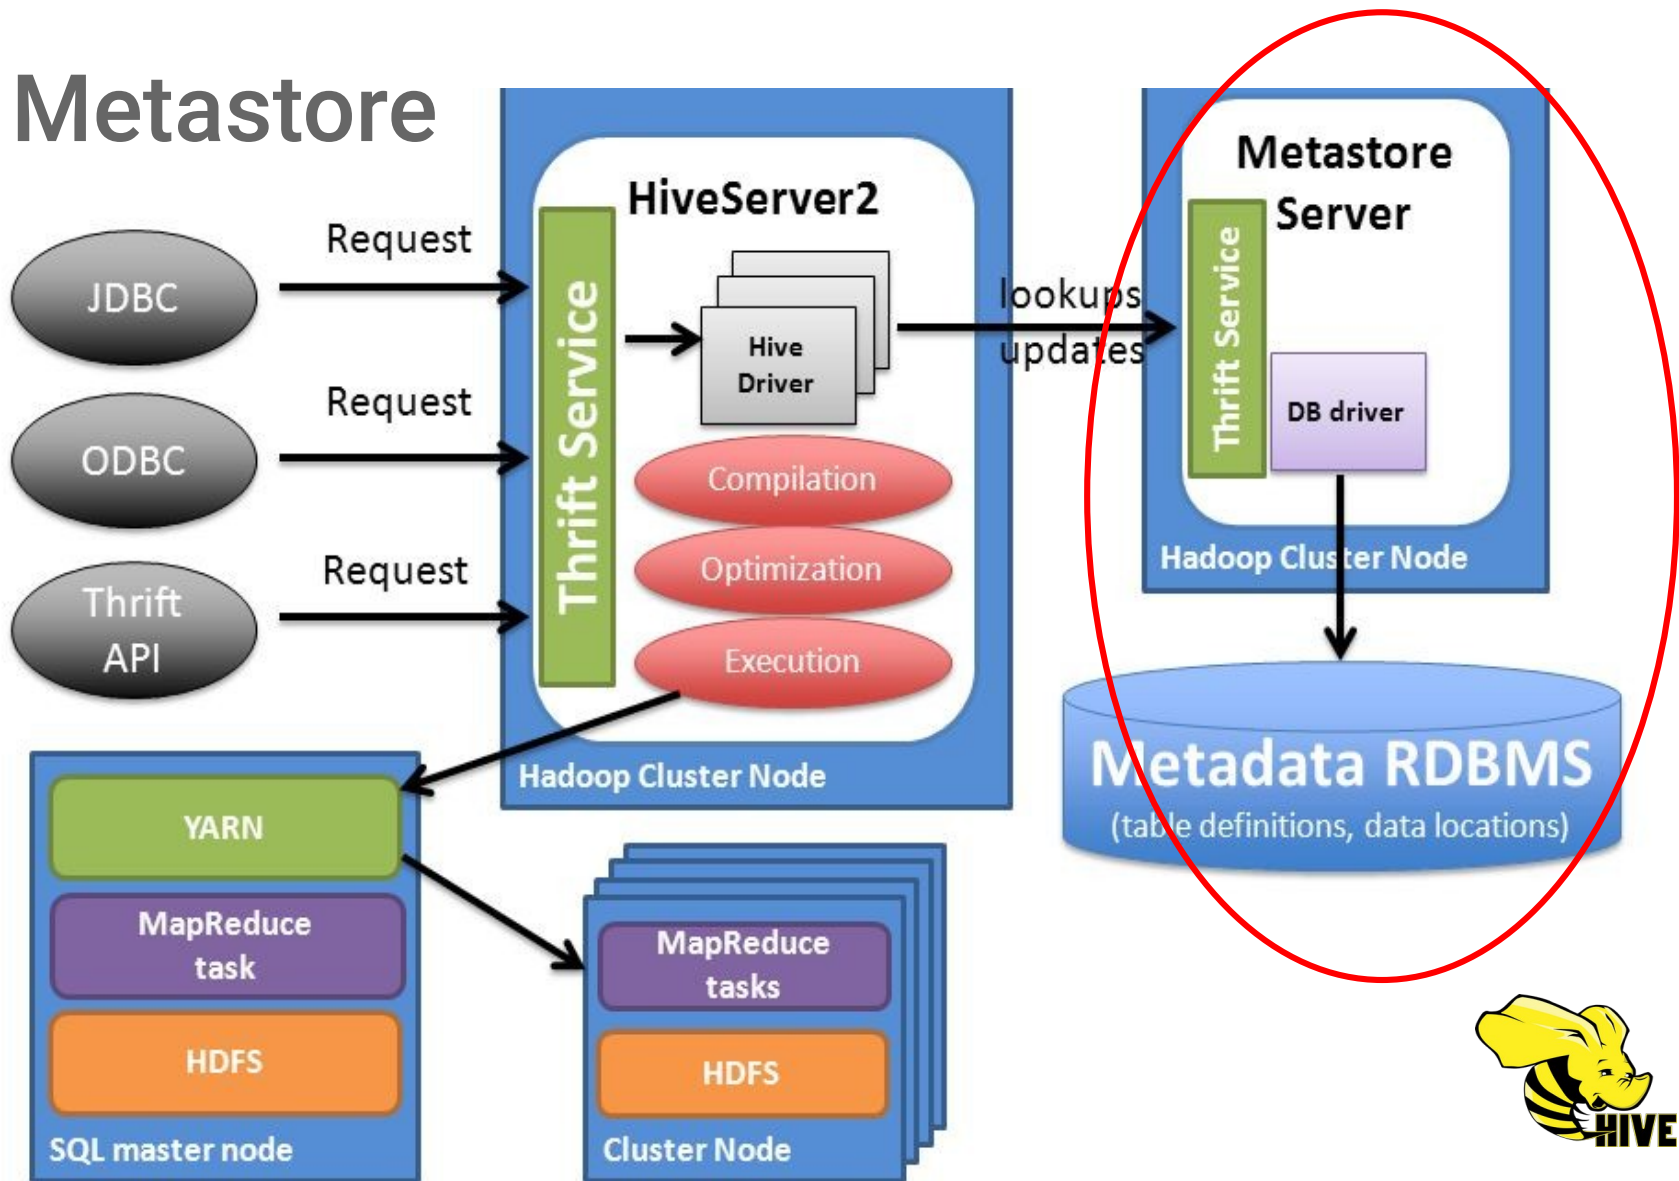 Metastore
JDBC
Request
ODBC
Request
Thrift
API
Request
HiveServer2
Thrift Service
Hive
Driver
Compilation
Optimization
Execution
Hadoop Cluster Node
lookups
updates
Metastore
Server
Thrift Service
DB driver
Hadoop Cluster Node
Metadata RDBMS
(table definitions, data locations)
YARN
MapReduce
task
HDFS
SQL master node
MapReduce
tasks
HDFS
Cluster Node
HIVE